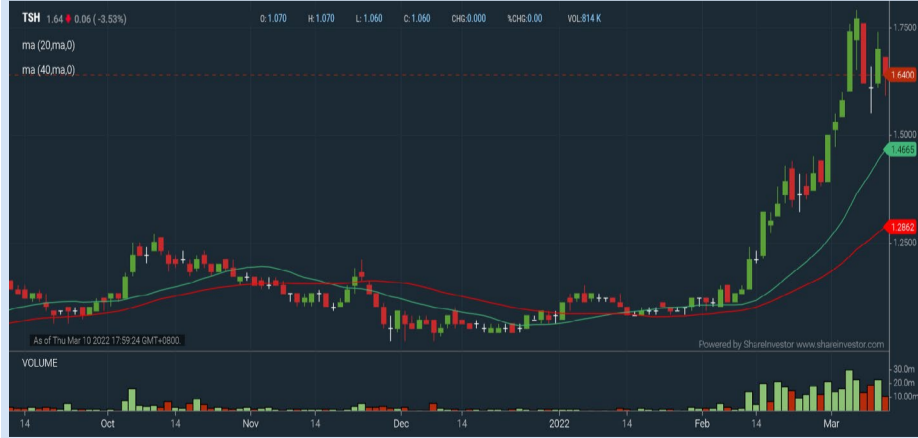 TSH 1.64 ♦ 0.06 ( -3.53%) O: 1.070 H: 1.070 L: 1.060 C: 1.060 CHG:0.000 %CHG:0.00 VOL:814 K
ma (20,ma,0)
ma (40,ma,0)
1.7500
1.6400
1.5000
1.4665
1.2862
1.2500
As of Thu Mar 10 2022 17:59:24 GMT+0800.
Powered by ShareInvestor www.shareinvestor.com
VOLUME
30.0m
10.00m
14 Oct 14 Nov 14 Dec 14 2022 14 Feb 14 Mar